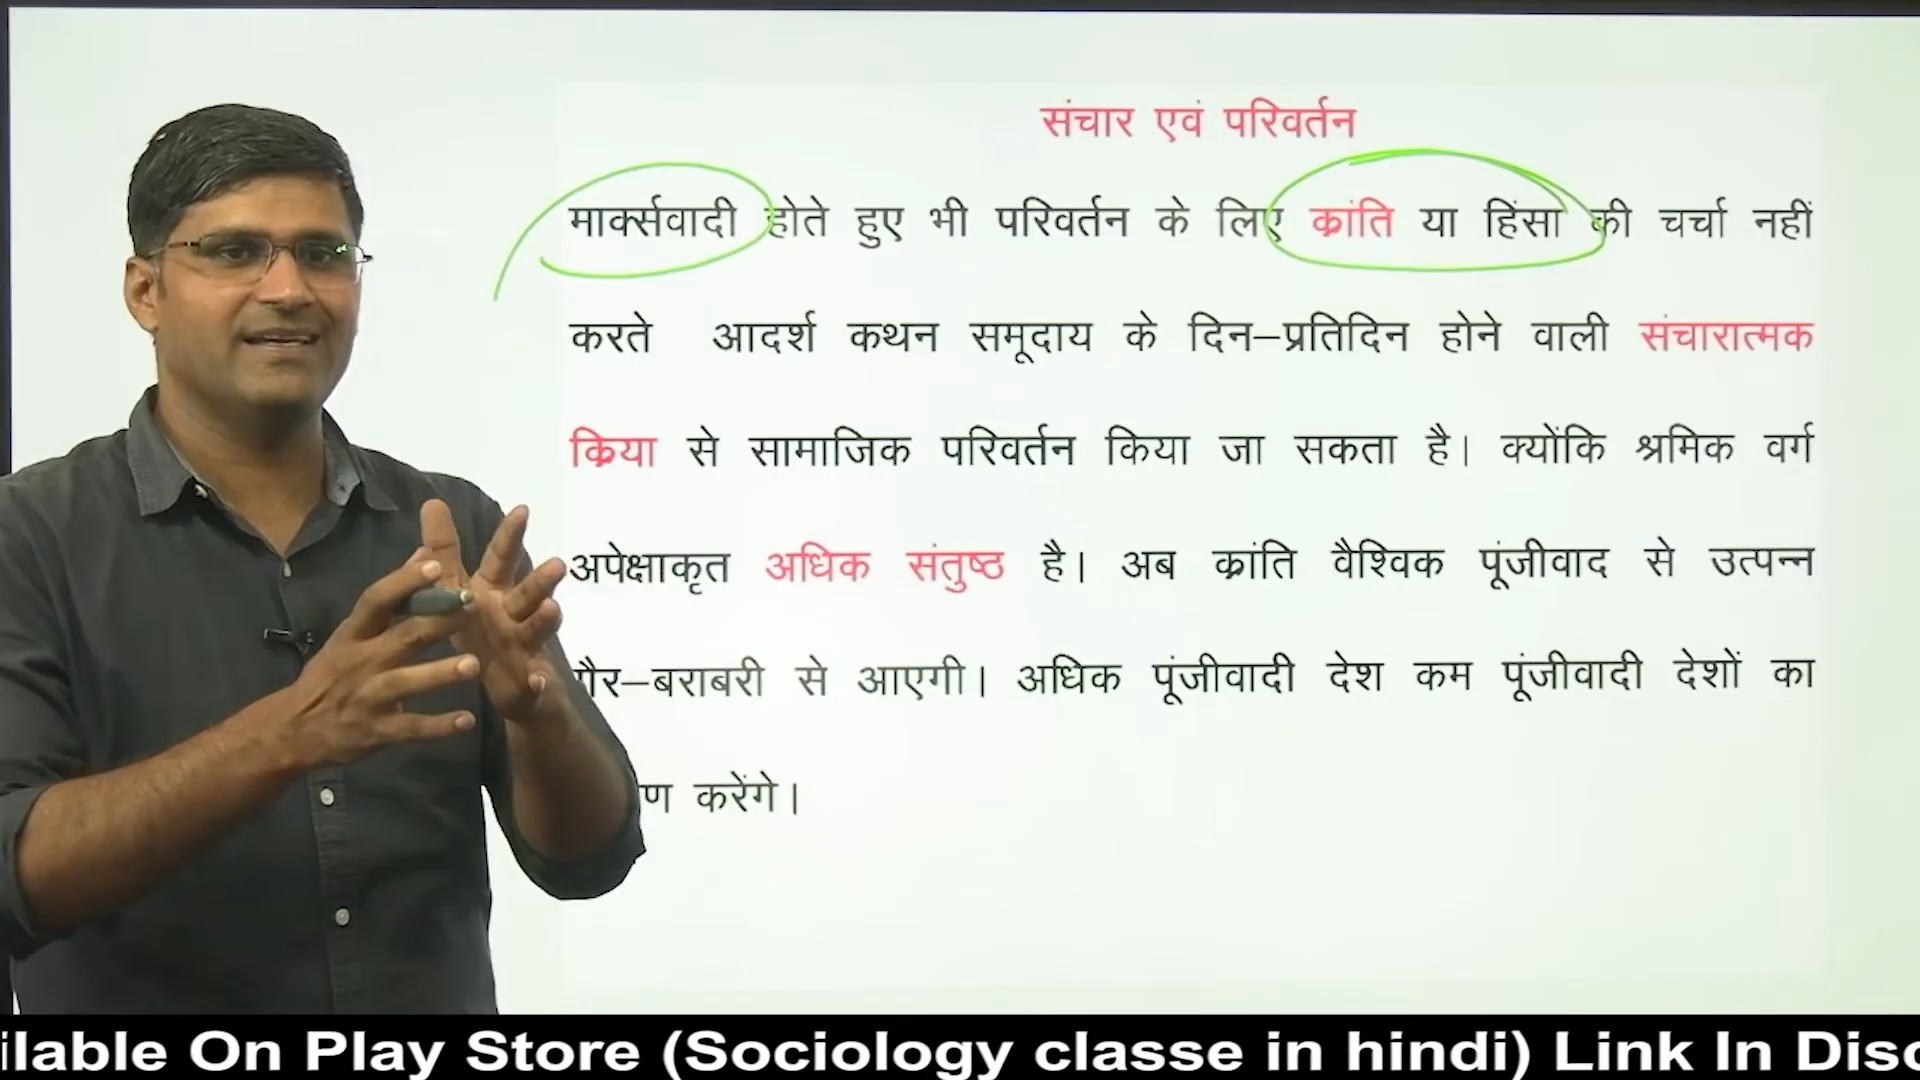 संचार एवं परिवर्तन
मार्क्सवादी होते हुए भी परिवर्तन के लिए क्रांति या हिंसा की चर्चा नहीं
करते आदर्श कथन समूदाय के दिन–प्रतिदिन होने वाली संचारात्मक
क्रिया से सामाजिक परिवर्तन किया जा सकता है। क्योंकि श्रमिक वर्ग
अपेक्षाकृत अधिक संतुष्ठ है। अब क्रांति वैश्विक पूंजीवाद से उत्पन्न
गैर–बराबरी से आएगी। अधिक पूंजीवादी देश कम पूंजीवादी देशों का
करेंगे।
On Play Store (Sociology classe in hindi) Link In